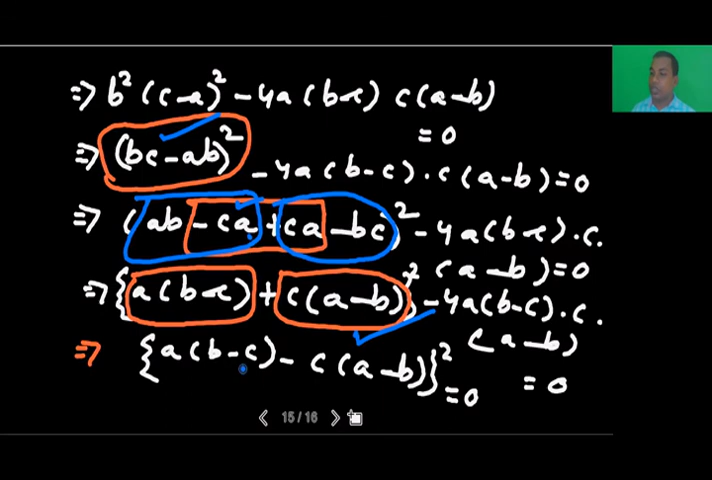 => b² (c-a)² - 4a (b-c) c(a-b)
= 0
=> (bc-ab)² - 4a(b-c)·c(a-b)=0
=> (ab-ca+ca-bc)² - 4a(b-c)·c.
(a-b)=0
=> {a(b-c)+c(a-b)}² - 4a(b-c)·c.
(a-b)
= 0
=> {a(b-c)- c(a-b)}² = 0
15 / 16